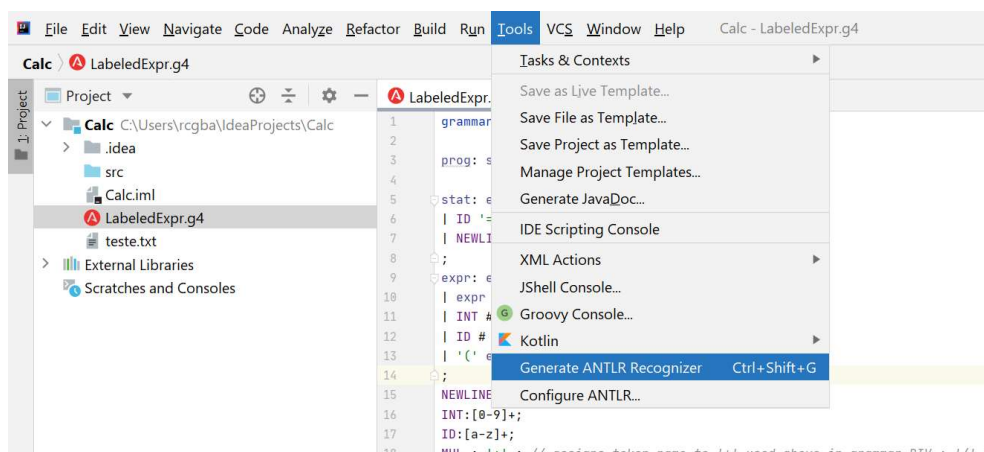 File Edit View Navigate Code Analyze Refactor Build Run Tools VCS Window Help Calc - LabeledExpr.g4
Calc LabeledExpr.g4
1: Project
Project
Calc C:\Users\rcgba\IdeaProjects\Calc
.idea
src
Calc.iml
LabeledExpr.g4
teste.txt
External Libraries
Scratches and Consoles
LabeledExpr.
1 grammar
2
3 prog: s
4
5 stat: e
6 | ID '=
7 | NEWLI
8 ;
9 expr: e
10 | expr
11 | INT #
12 | ID #
13 | '(' e
14 ;
15 NEWLINE
16 INT:[0-9]+;
17 ID:[a-z]+;
Tasks & Contexts
Save as Live Template...
Save File as Template...
Save Project as Template...
Manage Project Templates...
Generate JavaDoc...
IDE Scripting Console
XML Actions
JShell Console...
G Groovy Console...
Kotlin
Generate ANTLR Recognizer Ctrl+Shift+G
Configure ANTLR...